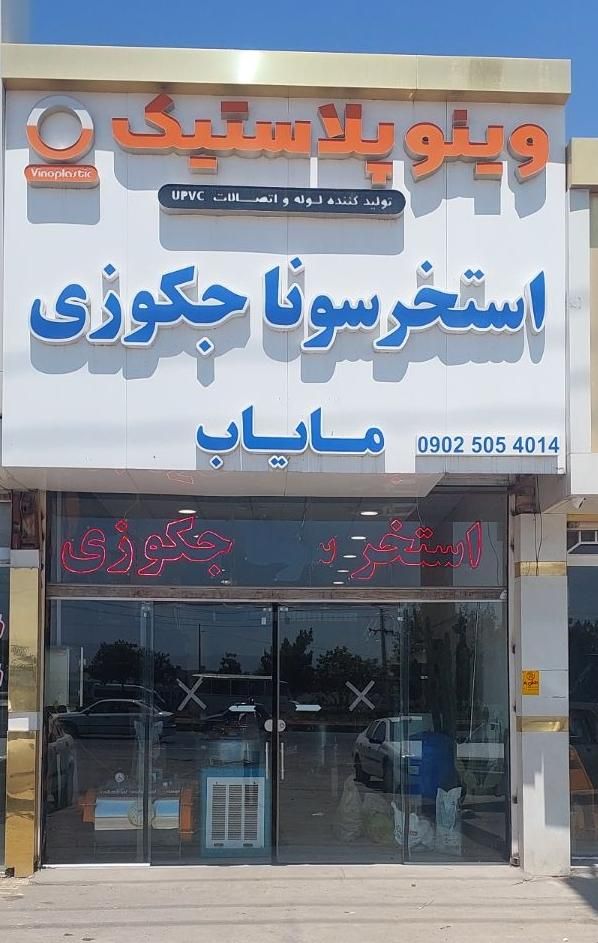 وینو پلاستیک
Vinoplastic
تولید کننده لوله و اتصالات UPVC
استخر سونا جکوزی
مایاب
0902 505 4014
استخر جکوزی